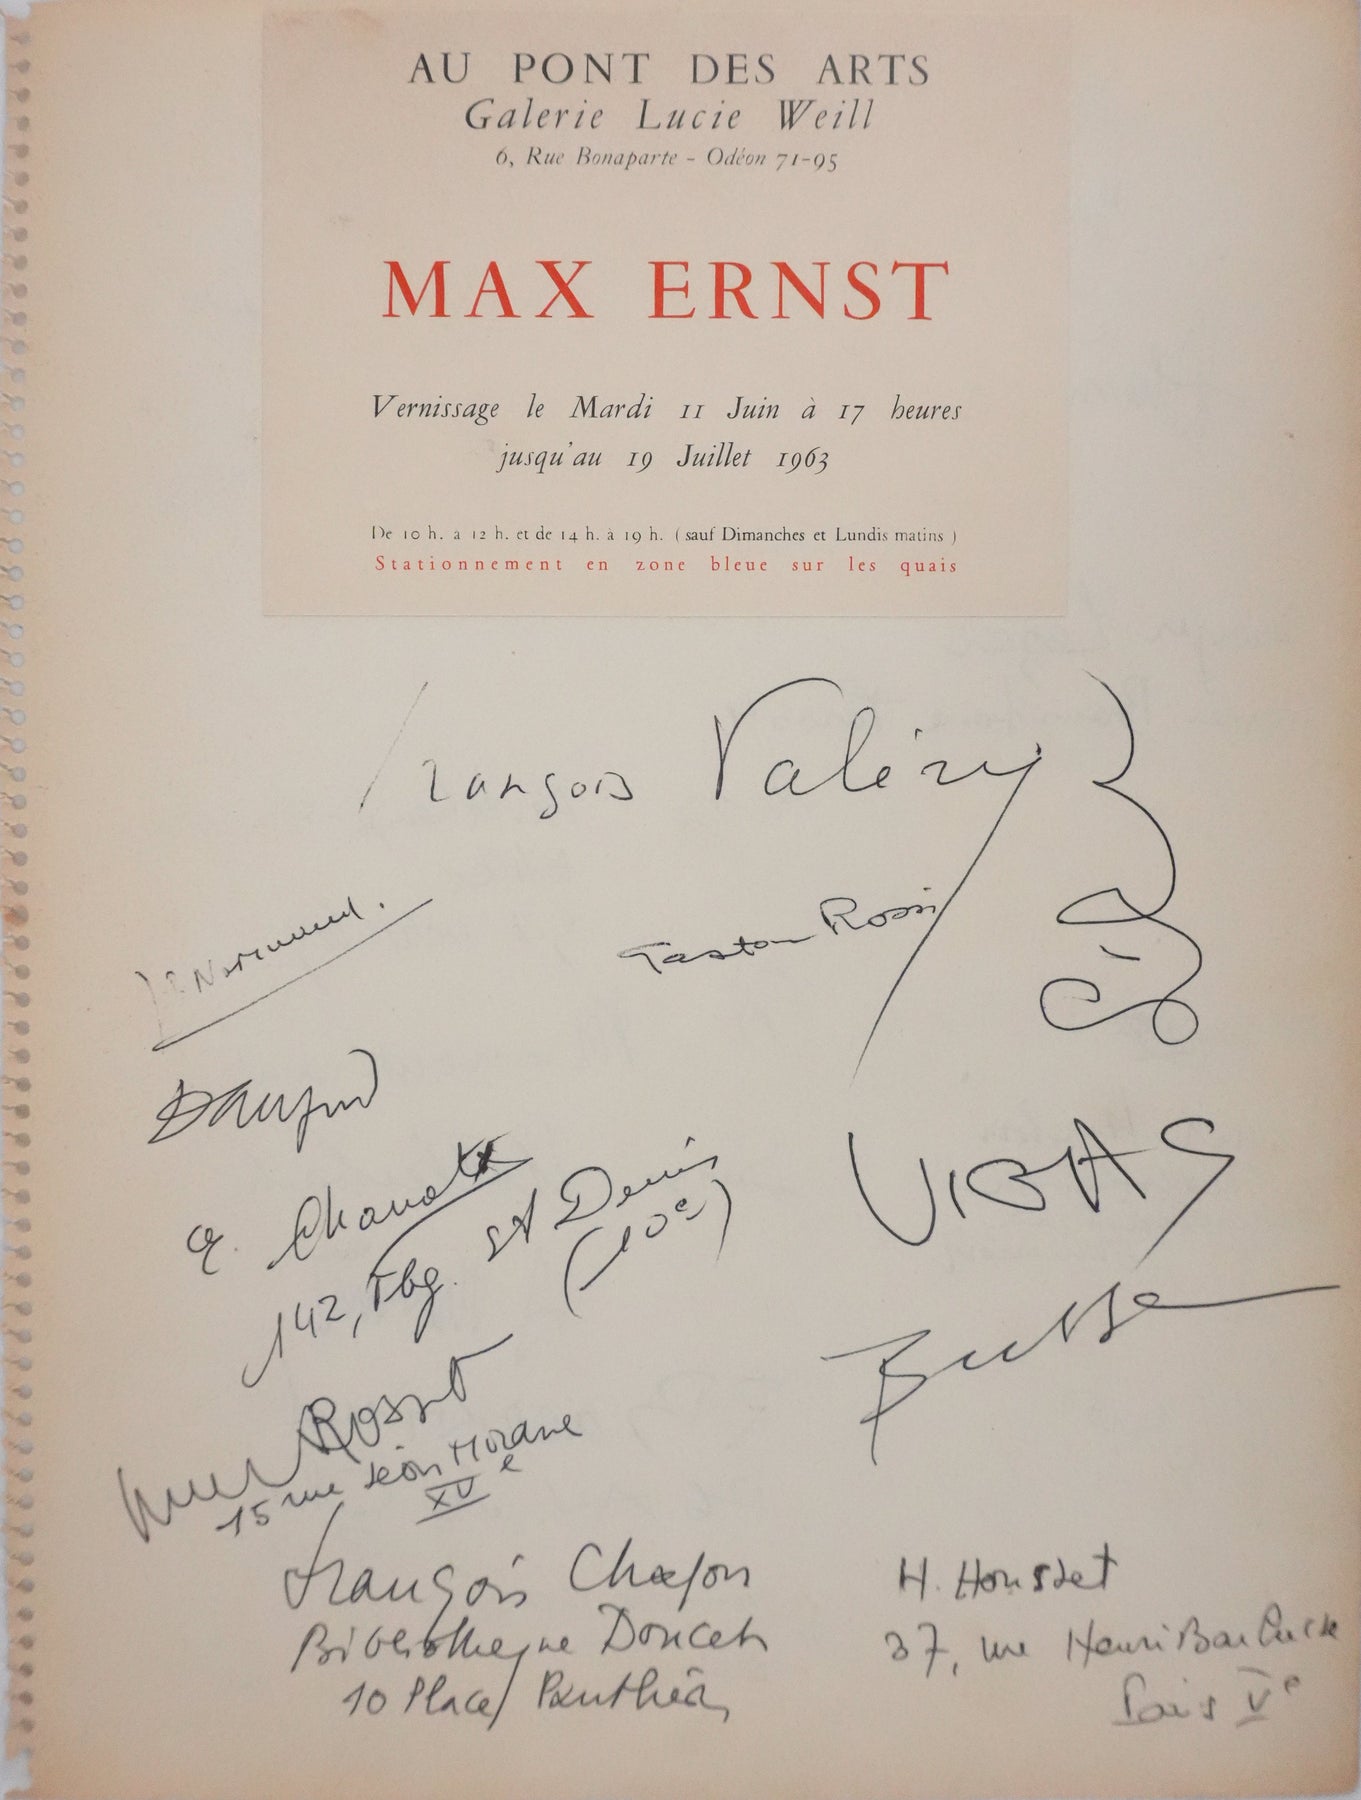 AU PONT DES ARTS
Galerie Lucie Weill
6, Rue Bonaparte - Odéon 71-95
MAX ERNST
Vernissage le Mardi 11 Juin à 17 heures
jusqu'au 19 Juillet 1963
De 10 h. a 12 h. et de 14 h. à 19 h. (sauf Dimanches et Lundis matins)
Stationnement en zone bleue sur les quais
François Valéry
Gaston Rossi
Normand.
VIGAS
142, Fbg. St Denis
(10e)
Rosset
15 rue Léon Morane
XVe
François Chapon
Bibliothèque Doucet
10 Place Panthéon
H. Housset
37, rue Henri Barbusse
Paris Ve